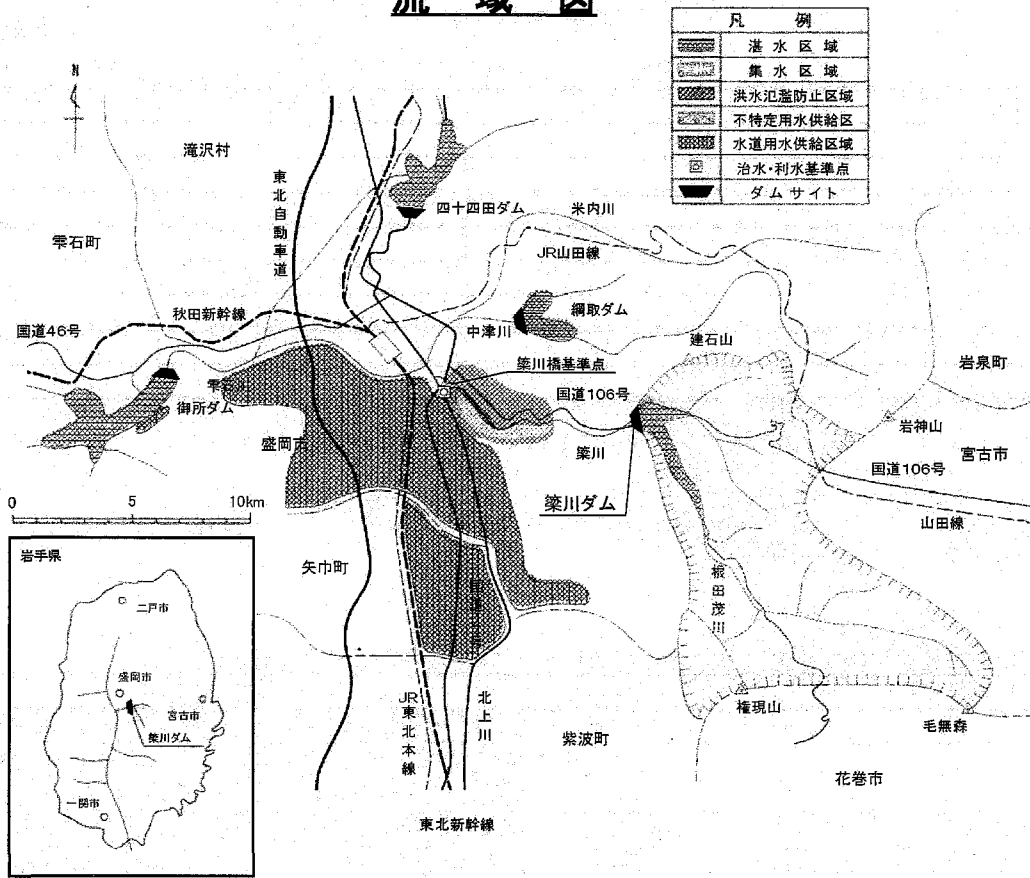 流域図
凡例
湛水区域
集水区域
洪水氾濫防止区域
不特定用水供給区
水道用水供給区域
治水・利水基準点
ダムサイト
N
滝沢村
東北自動車道
四十四田ダム
米内川
雫石町
JR山田線
秋田新幹線
綱取ダム
国道46号
中津川
建石山
簗川橋基準点
岩泉町
御所ダム
国道106号
岩神山
盛岡市
簗川
宮古市
国道106号
0 5 10km
簗川ダム
山田線
岩手県
矢巾町
根田茂川
二戸市
盛岡市
宮古市
簗川ダム
一関市
JR東北本線
北上川
権現山
毛無森
紫波町
花巻市
東北新幹線